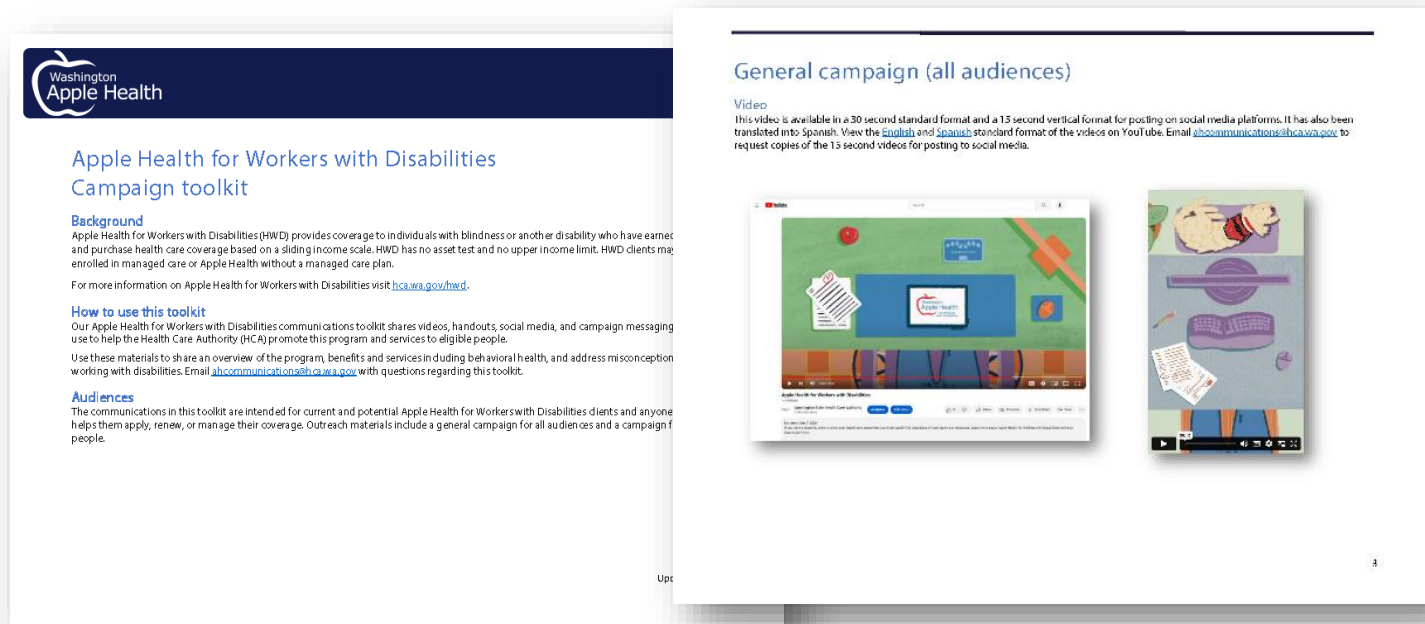 Washington
Apple Health
Apple Health for Workers with Disabilities
Campaign toolkit
Background
Apple Health for Workers with Disabilities (HWD) provides coverage to individuals with blindness or another disability who have earned
and purchase health care coverage based on a sliding income scale. HWD has no asset test and no upper income limit. HWD clients may
enrolled in managed care or Apple Health without a managed care plan.
For more information on Apple Health for Workers with Disabilities visit hca.wa.gov/hwd.
How to use this toolkit
Our Apple Health for Workers with Disabilities communications toolkit shares videos, handouts, social media, and campaign messaging
use to help the Health Care Authority (HCA) promote this program and services to eligible people.
Use these materials to share an overview of the program, benefits and services including behavioral health, and address misconception
working with disabilities. Email ahcommunications@hca.wa.gov with questions regarding this toolkit.
Audiences
The communications in this toolkit are intended for current and potential Apple Health for Workers with Disabilities clients and anyone
helps them apply, renew, or manage their coverage. Outreach materials include a general campaign for all audiences and a campaign f
people.
General campaign (all audiences)
Video
This video is available in a 30 second standard format and a 15 second vertical format for posting on social media platforms. It has also been
translated into Spanish. View the English and Spanish standard format of the videos on YouTube. Email ahcommunications@hca.wa.gov to
request copies of the 15 second videos for posting to social media.
YouTube
Washington
Apple Health
Apple Health for Workers with Disabilities
Washington State Health Care Authority